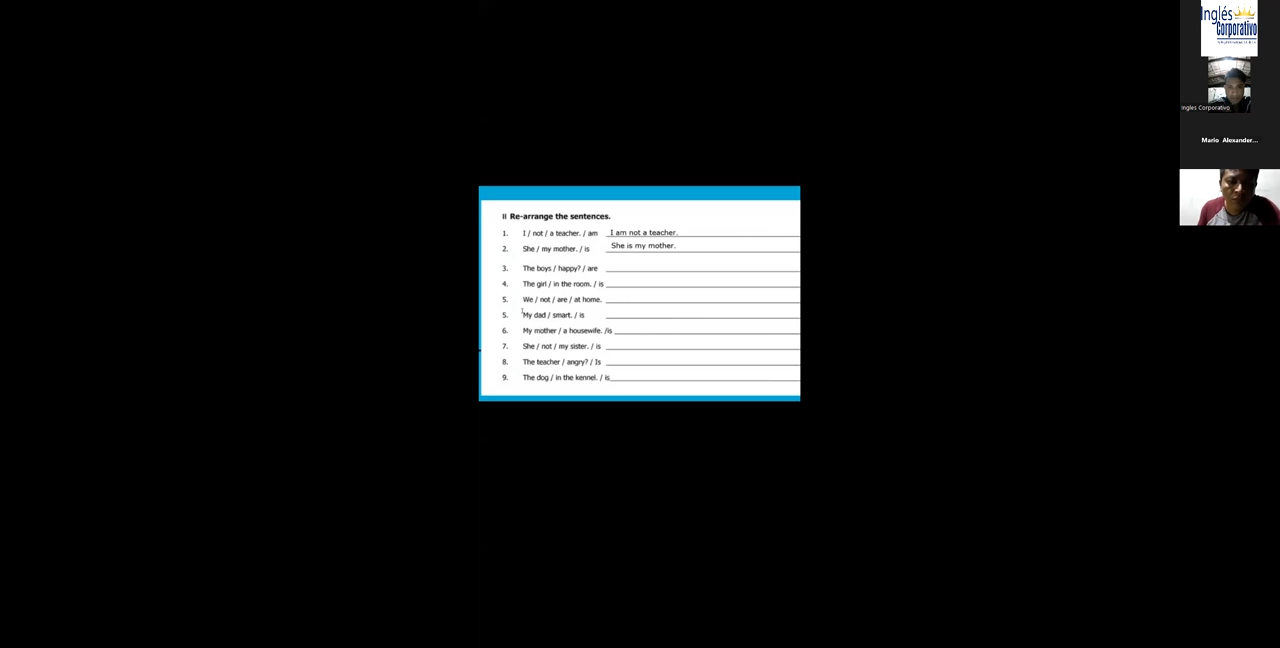 Inglés
Corporativo
Ingles Corporativo
Mario Alexander...
II Re-arrange the sentences.
1. I / not / a teacher. / am I am not a teacher.
2. She / my mother. / is She is my mother.
3. The boys / happy? / are
4. The girl / in the room. / is
5. We / not / are / at home.
5. My dad / smart. / is
6. My mother / a housewife. /is
7. She / not / my sister. / is
8. The teacher / angry? / Is
9. The dog / in the kennel. / is